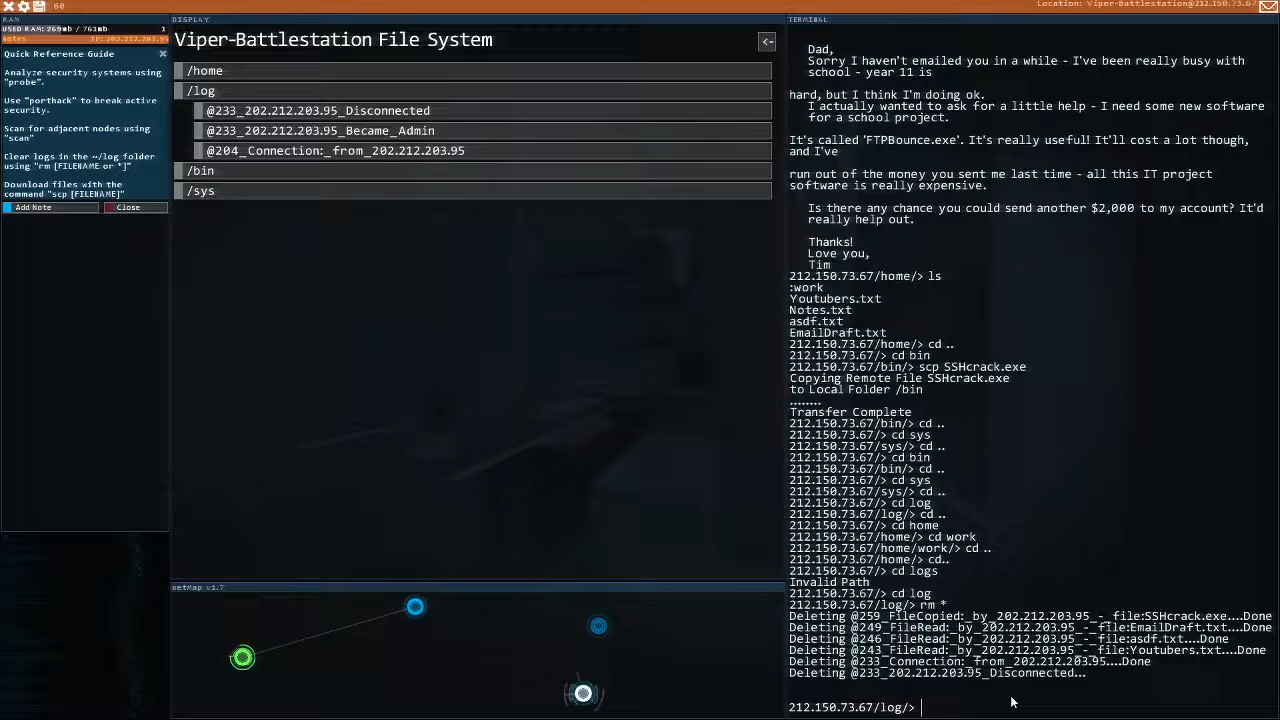 60
Location: Viper-Battlestation@212.150.73.67
RAM
USED RAM: 269mb / 761mb
1
notes
IP: 202.212.203.95
Quick Reference Guide
Analyze security systems using
"probe".
Use "porthack" to break active
security.
Scan for adjacent nodes using
"scan"
Clear logs in the ~/log folder
using "rm [FILENAME or *]"
Download files with the
command "scp [FILENAME]"
Add Note
Close
DISPLAY
Viper-Battlestation File System
<-
/home
/log
@233_202.212.203.95_Disconnected
@233_202.212.203.95_Became_Admin
@204_Connection:_from_202.212.203.95
/bin
/sys
netMap v1.7
TERMINAL
Dad,
Sorry I haven't emailed you in a while - I've been really busy with
school - year 11 is
hard, but I think I'm doing ok.
I actually wanted to ask for a little help - I need some new software
for a school project.
It's called 'FTPBounce.exe'. It's really useful! It'll cost a lot though,
and I've
run out of the money you sent me last time - all this IT project
software is really expensive.
Is there any chance you could send another $2,000 to my account? It'd
really help out.
Thanks!
Love you,
Tim
212.150.73.67/home/> ls
:work
Youtubers.txt
Notes.txt
asdf.txt
EmailDraft.txt
212.150.73.67/home/> cd ..
212.150.73.67/> cd bin
212.150.73.67/bin/> scp SSHcrack.exe
Copying Remote File SSHcrack.exe
to Local Folder /bin
........
Transfer Complete
212.150.73.67/bin/> cd ..
212.150.73.67/> cd sys
212.150.73.67/sys/> cd ..
212.150.73.67/> cd bin
212.150.73.67/bin/> cd ..
212.150.73.67/> cd sys
212.150.73.67/sys/> cd ..
212.150.73.67/> cd log
212.150.73.67/log/> cd ..
212.150.73.67/> cd home
212.150.73.67/home/> cd work
212.150.73.67/home/work/> cd ..
212.150.73.67/home/> cd..
212.150.73.67/> cd logs
Invalid Path
212.150.73.67/> cd log
212.150.73.67/log/> rm *
Deleting @259_FileCopied:_by_202.212.203.95_-_file:SSHcrack.exe....Done
Deleting @249_FileRead:_by_202.212.203.95_-_file:EmailDraft.txt....Done
Deleting @246_FileRead:_by_202.212.203.95_-_file:asdf.txt....Done
Deleting @243_FileRead:_by_202.212.203.95_-_file:Youtubers.txt....Done
Deleting @233_Connection:_from_202.212.203.95....Done
Deleting @233_202.212.203.95_Disconnected...
212.150.73.67/log/>